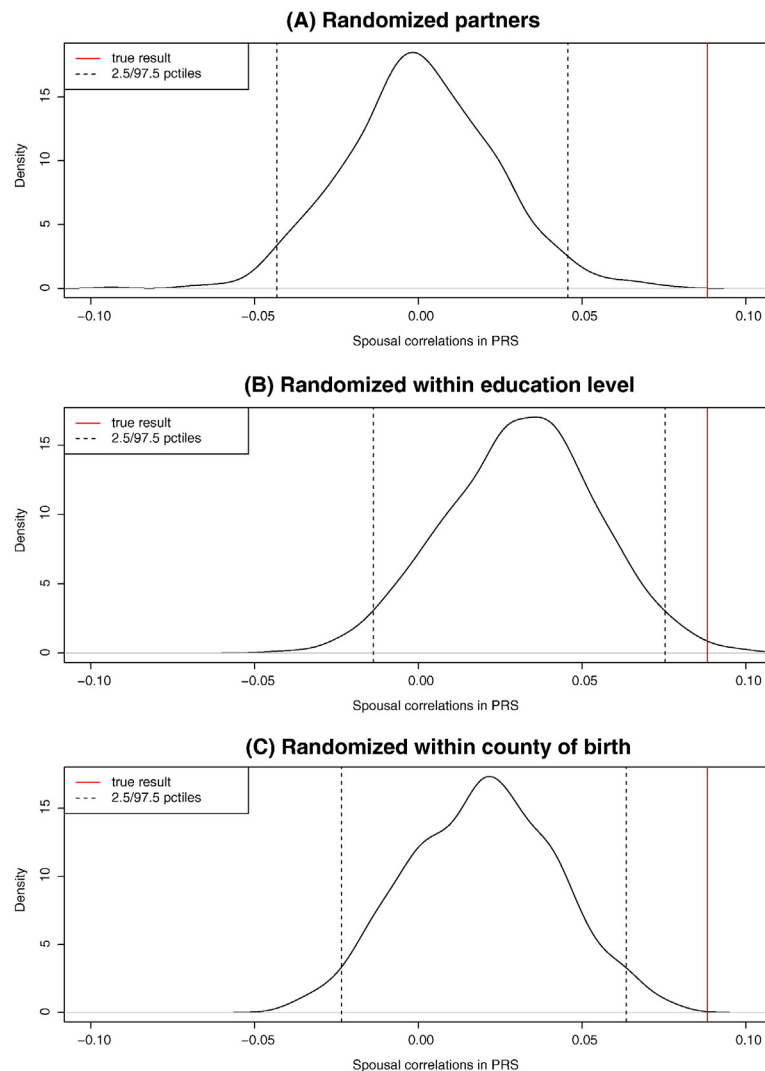 (A) Randomized partners
true result
2.5/97.5 pctiles
15
10
5
0
Density
−0.10 −0.05 0.00 0.05 0.10
Spousal correlations in PRS
(B) Randomized within education level
true result
2.5/97.5 pctiles
15
10
5
0
Density
−0.10 −0.05 0.00 0.05 0.10
Spousal correlations in PRS
(C) Randomized within county of birth
true result
2.5/97.5 pctiles
15
10
5
0
Density
−0.10 −0.05 0.00 0.05 0.10
Spousal correlations in PRS